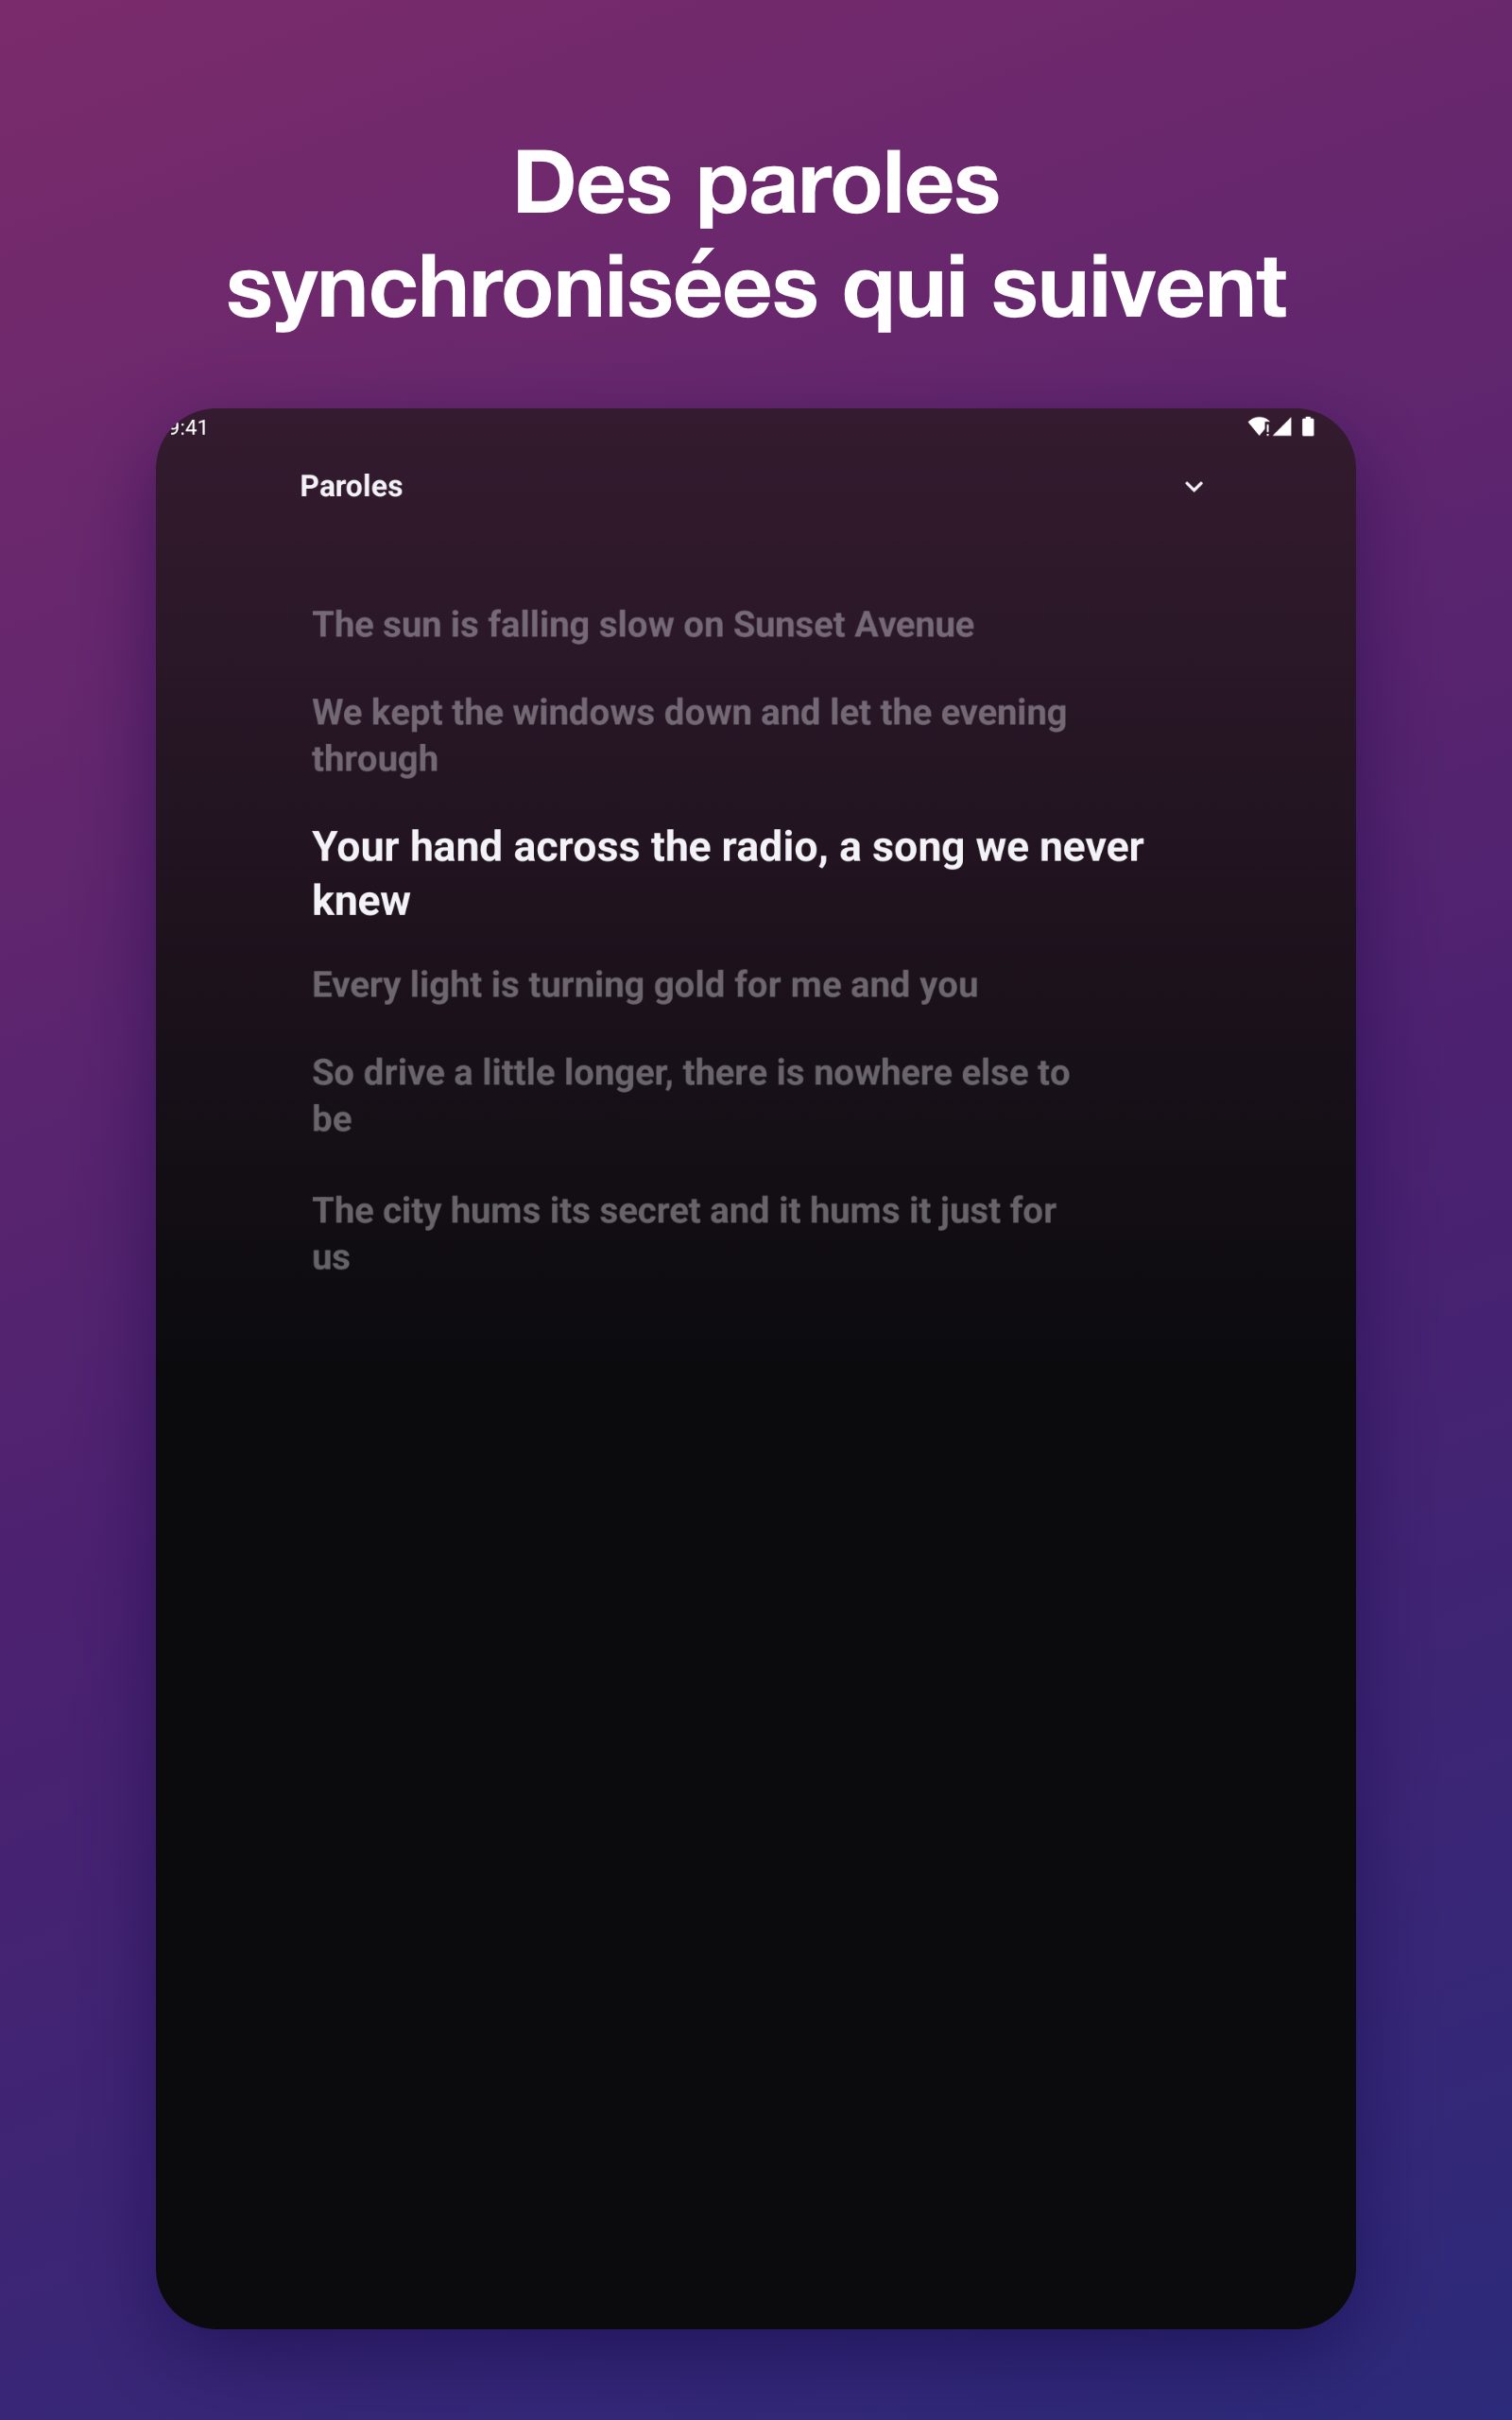 Des paroles
synchronisées qui suivent
9:41
Paroles
The sun is falling slow on Sunset Avenue
We kept the windows down and let the evening
through
Your hand across the radio, a song we never
knew
Every light is turning gold for me and you
So drive a little longer, there is nowhere else to
be
The city hums its secret and it hums it just for
us